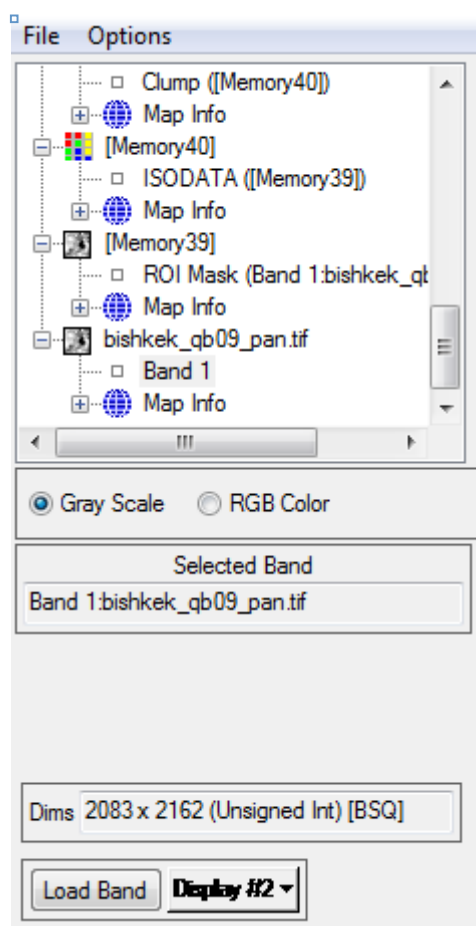 File Options
Clump ([Memory40])
Map Info
[Memory40]
ISODATA ([Memory39])
Map Info
[Memory39]
ROI Mask (Band 1:bishkek_qb
Map Info
bishkek_qb09_pan.tif
Band 1
Map Info
Gray Scale RGB Color
Selected Band
Band 1:bishkek_qb09_pan.tif
Dims 2083 x 2162 (Unsigned Int) [BSQ]
Load Band Display #2